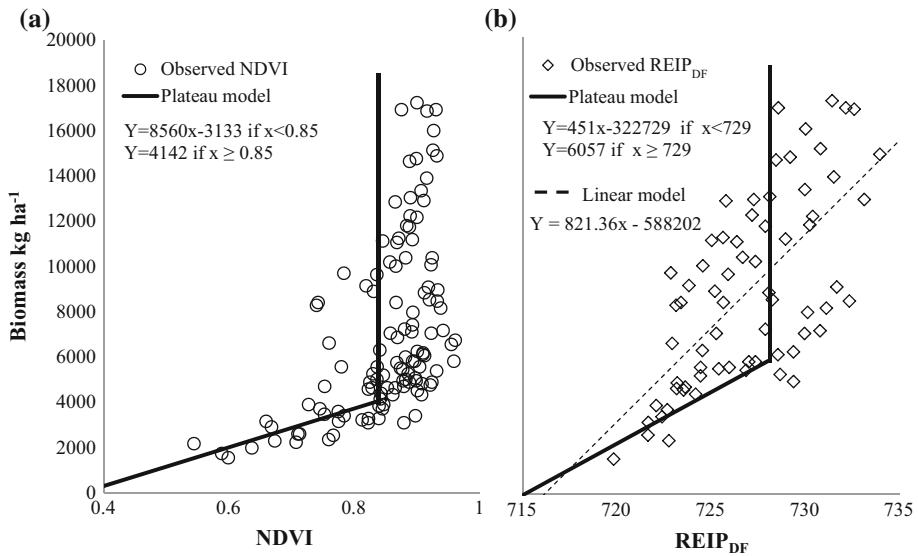 (a)
20000
18000
16000
14000
12000
10000
8000
6000
4000
2000
0
Biomass kg ha⁻¹
Observed NDVI
Plateau model
Y=8560x-3133 if x<0.85
Y=4142 if x ≥ 0.85
0.4
0.6
0.8
1
NDVI
(b)
Observed REIP_DF
Plateau model
Y=451x-322729 if x<729
Y=6057 if x ≥ 729
Linear model
Y = 821.36x - 588202
715
720
725
730
735
REIP_DF